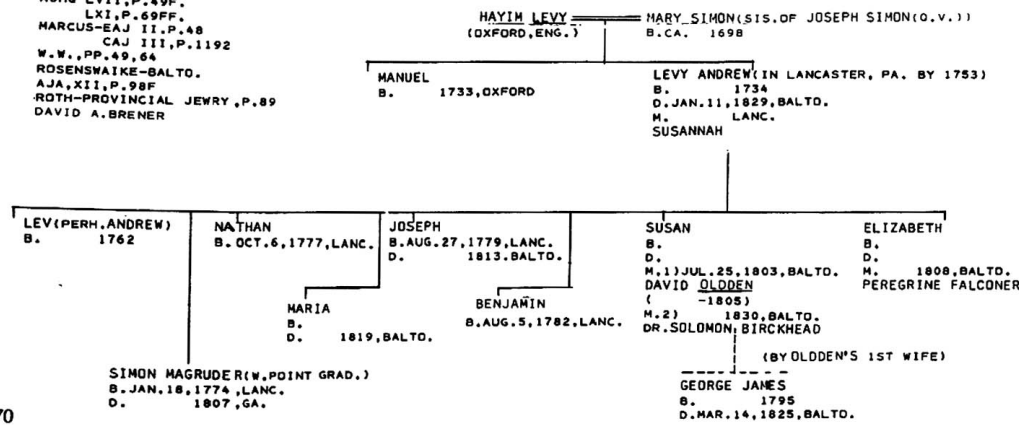 LXI,P.69FF.
MARCUS-EAJ II.P.48
CAJ III,P.1192
W.W.,PP.49,64
ROSENSWAIKE-BALTO.
AJA,XII,P.98F
ROTH-PROVINCIAL JEWRY,P.89
DAVID A.BRENER
HAYIM LEVY
(OXFORD,ENG.)
MARY SIMON(SIS.OF JOSEPH SIMON(Q.V.))
B.CA. 1698
MANUEL
B. 1733,OXFORD
LEVY ANDREW(IN LANCASTER, PA. BY 1753)
B. 1734
D.JAN.11,1829,BALTO.
M. LANC.
SUSANNAH
LEV(PERH.ANDREW)
B. 1762
NATHAN
B.OCT.6,1777,LANC.
JOSEPH
B.AUG.27,1779,LANC.
D. 1813.BALTO.
SUSAN
B.
D.
M.1)JUL.25,1803,BALTO.
DAVID OLDDEN
( -1805)
M.2) 1830,BALTO.
DR.SOLOMON BIRCKHEAD
ELIZABETH
B.
D.
M. 1808,BALTO.
PEREGRINE FALCONER
MARIA
B.
D. 1819,BALTO.
BENJAMIN
B.AUG.5,1782,LANC.
(BY OLDDEN'S 1ST WIFE)
SIMON MAGRUDER(W.POINT GRAD.)
B.JAN.18,1774,LANC.
D. 1807,GA.
GEORGE JAMES
B. 1795
D.MAR.14,1825,BALTO.
70